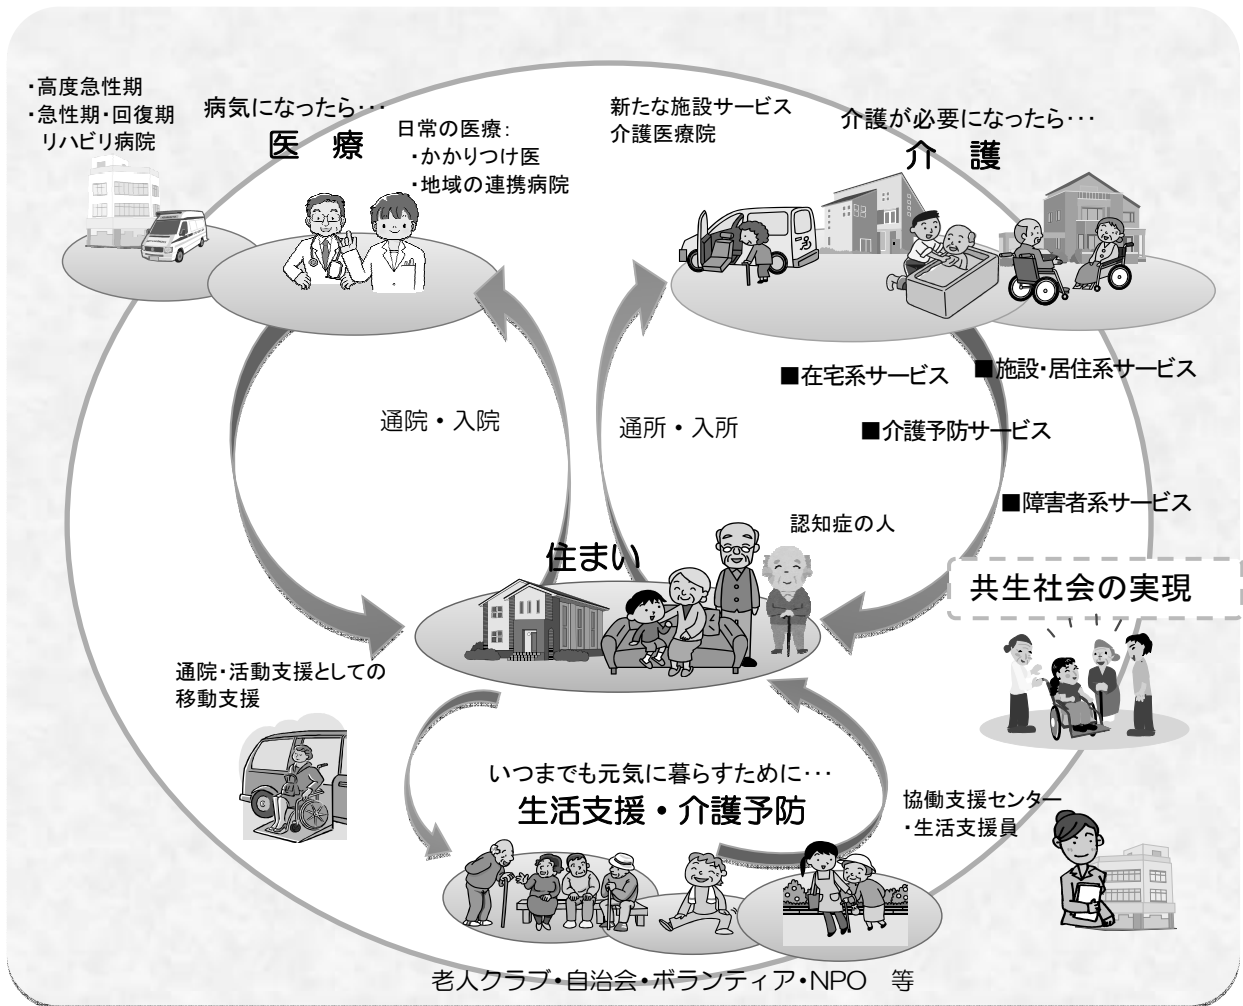 ・高度急性期
・急性期・回復期
リハビリ病院
病気になったら・・・
医 療
日常の医療：
・かかりつけ医
・地域の連携病院
新たな施設サービス
介護医療院
介護が必要になったら・・・
介 護
通院・入院
通所・入所
■在宅系サービス
■施設・居住系サービス
■介護予防サービス
■障害者系サービス
認知症の人
住まい
共生社会の実現
通院・活動支援としての
移動支援
いつまでも元気に暮らすために・・・
生活支援・介護予防
協働支援センター
・生活支援員
老人クラブ・自治会・ボランティア・NPO 等